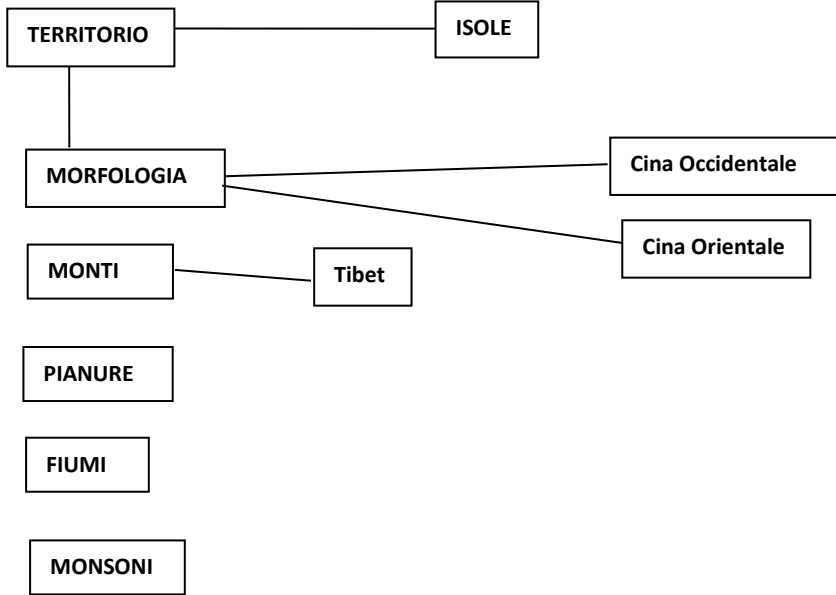 TERRITORIO
ISOLE
MORFOLOGIA
Cina Occidentale
Cina Orientale
MONTI
Tibet
PIANURE
FIUMI
MONSONI